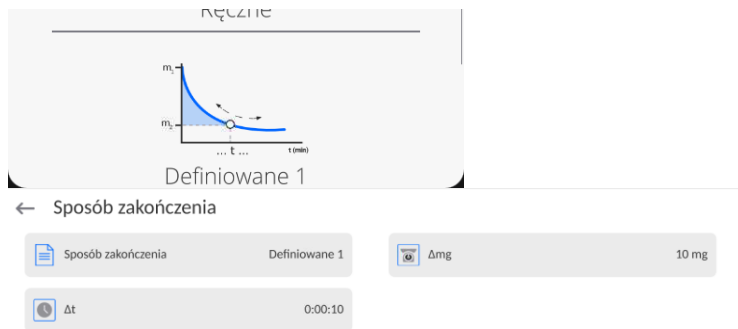 Ręczne
m₁
m₂
... t ...
t (min)
Definiowane 1
← Sposób zakończenia
Sposób zakończenia Definiowane 1
Δmg 10 mg
Δt 0:00:10